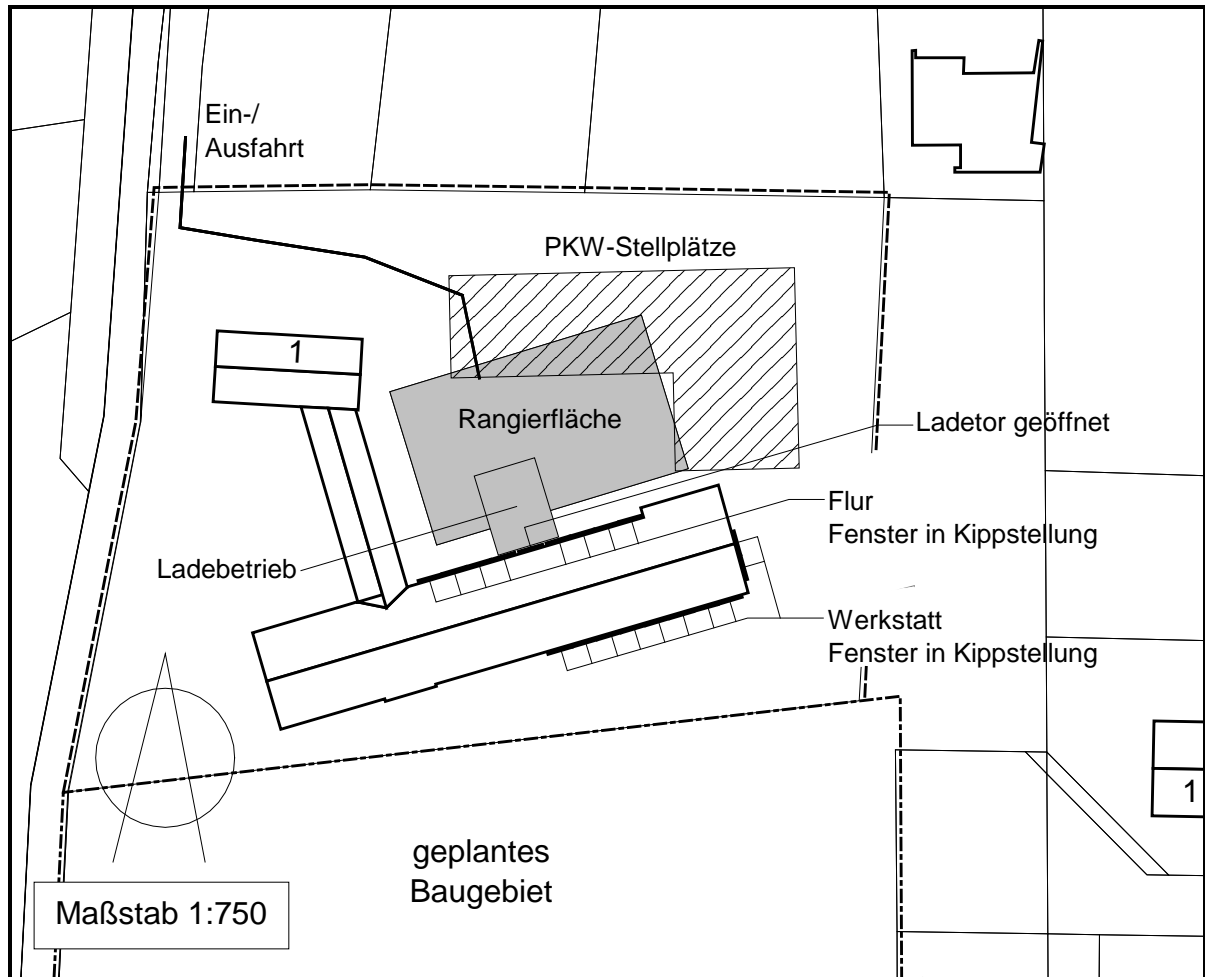 Ein-/
Ausfahrt
PKW-Stellplätze
1
Rangierfläche
Ladetor geöffnet
Flur
Fenster in Kippstellung
Ladebetrieb
Werkstatt
Fenster in Kippstellung
1
geplantes
Baugebiet
Maßstab 1:750